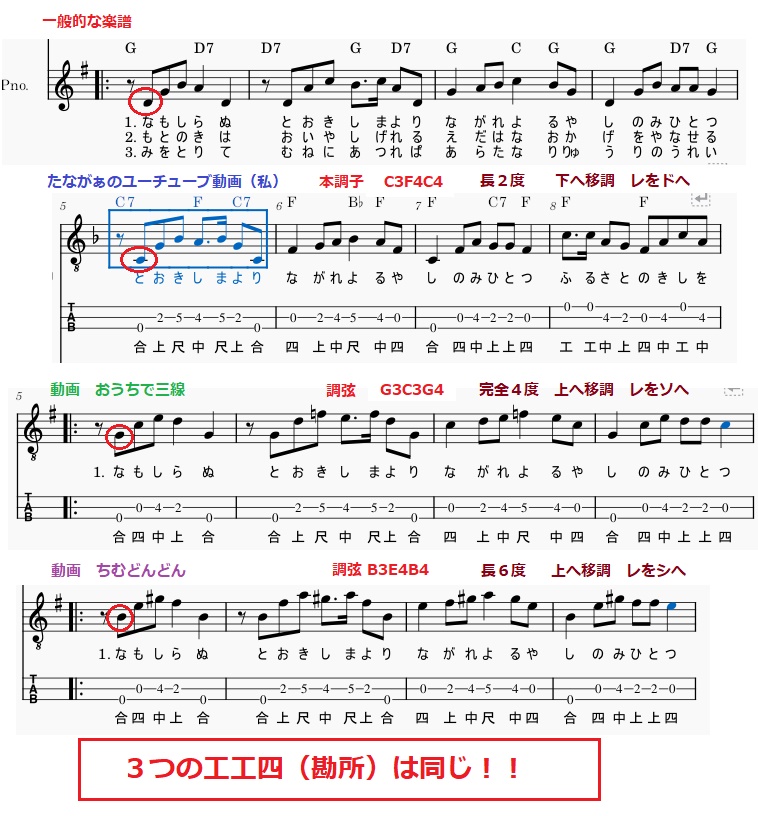 一般的な楽譜
G D7 D7 G D7 G C G G D7 G
Pno.
1. なもしらぬ とおきしまより ながれよるや しのみひとつ
2. もとのきは おいやしげれる えだはなおか げをやなせる
3. みをとりて むねにあつれば あらたなりりゅ うりのうれい
たながぁのユーチューブ動画（私） 本調子 C3F4C4 長２度 下へ移調 レをドへ
5 C7 F C7 6 F B♭ F 7 F C7 F 8 F F
とおきしまより ながれよるや しのみひとつ ふるさとのきしを
T A B 0 2 5 4 5 2 0 4 0 2 5 4 0 0 0 4 2 2 4 0 0 4 2 4 0 4
合上尺中尺上合 四上中尺中四 合四中上上中四 工工中上中四工中
動画 おうちで三線 調弦 G3C3G4 完全４度 上へ移調 レをソへ
5
1. なもしらぬ とおきしまより ながれよるや しのみひとつ
T A B 0 0 4 2 0 0 2 5 4 5 2 0 0 2 4 5 4 0 0 0 4 2 2 0
合四中上合 合上尺中尺上合 四上中尺中四 合四中上上四
動画 ちむどんどん 調弦 B3E4B4 長６度 上へ移調 レをシへ
1. なもしらぬ とおきしまより ながれよるや しのみひとつ
T A B 0 0 4 2 0 0 2 5 4 5 2 0 0 2 4 5 4 0 0 0 4 2 2 0
合四中上合 合上尺中尺上合 四上中尺中四 合四中上上四
３つの工工四（勘所）は同じ！！